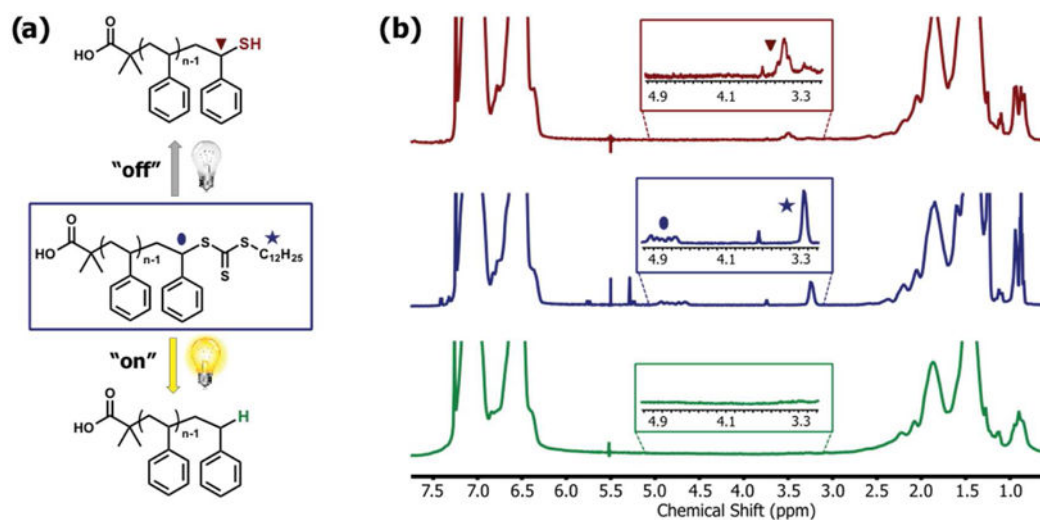 (a)
HO
O
n-1
SH
"off"
HO
O
n-1
S
S
S
C12H25
"on"
HO
O
n-1
H
(b)
4.9 4.1 3.3
4.9 4.1 3.3
4.9 4.1 3.3
7.5 7.0 6.5 6.0 5.5 5.0 4.5 4.0 3.5 3.0 2.5 2.0 1.5 1.0
Chemical Shift (ppm)